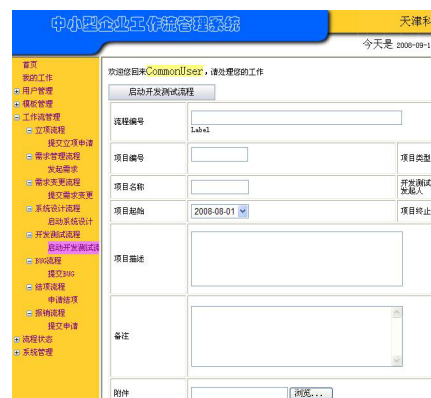 中小型企业工作流管理系统
天津科
今天是 2008-09-1
首页
我的工作
用户管理
模板管理
工作流管理
立项流程
提交立项申请
需求管理流程
发起需求
需求变更流程
提交需求变更
系统设计流程
启动系统设计
开发测试流程
启动开发测试流
BUG流程
提交BUG
结项流程
申请结项
报销流程
提交申请
流程状态
系统管理
欢迎您回来CommonUser，请处理您的工作
启动开发测试流程
流程编号
Label
项目编号
项目类型
项目名称
开发测试
发起人
项目起始
2008-08-01
项目终止
项目描述
备注
附件
浏览...